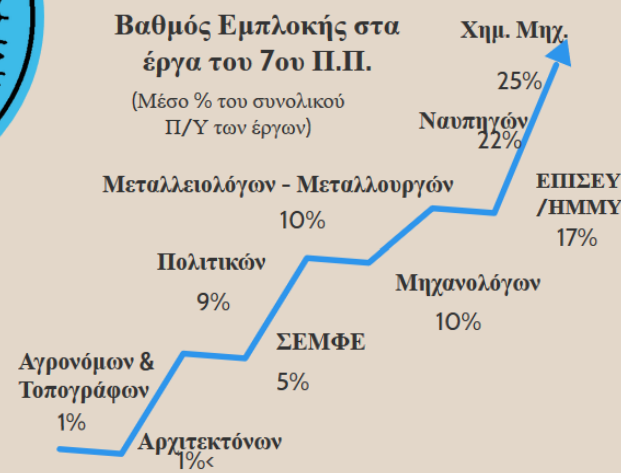 Βαθμός Εμπλοκής στα
έργα του 7ου Π.Π.
(Μέσο % του συνολικού
Π/Υ των έργων)
Χημ. Μηχ.
25%
Ναυπηγών
22%
Μεταλλειολόγων - Μεταλλουργών
10%
ΕΠΙΣΕΥ
/ΗΜΜΥ
17%
Πολιτικών
9%
Μηχανολόγων
10%
ΣΕΜΦΕ
5%
Αγρονόμων &
Τοπογράφων
1%
Αρχιτεκτόνων
1%<